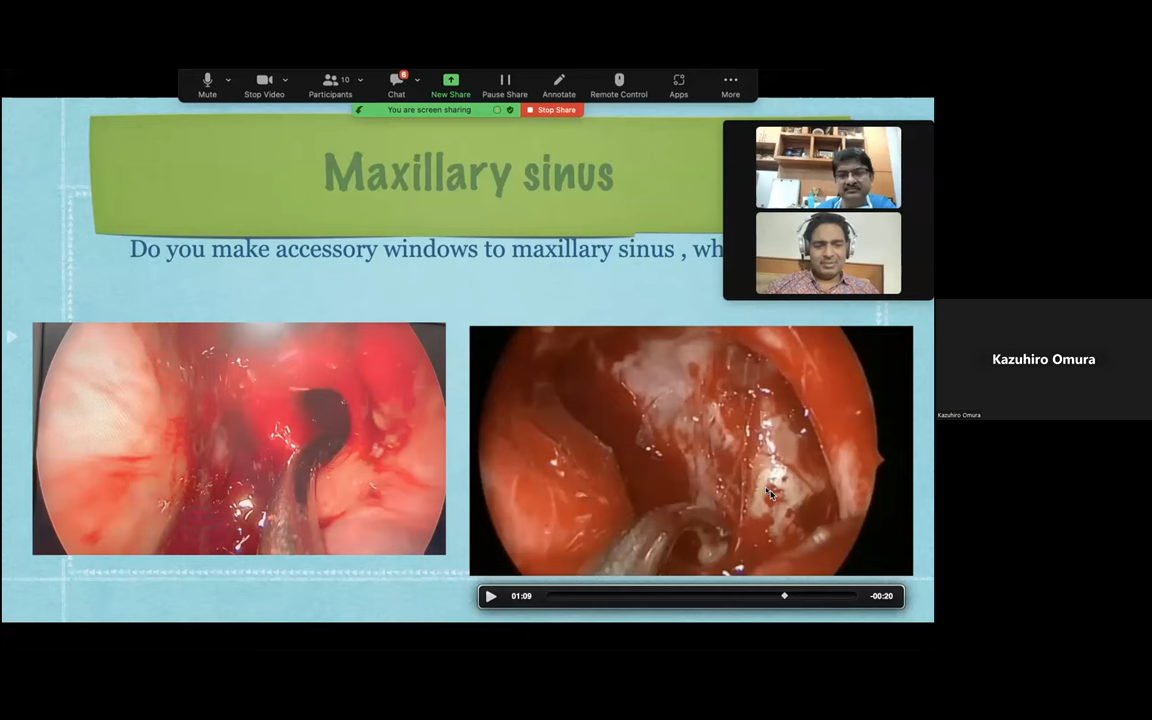 10
6
Mute
Stop Video
Participants
Chat
New Share
Pause Share
Annotate
Remote Control
Apps
More
You are screen sharing
Stop Share
Maxillary sinus
Do you make accessory windows to maxillary sinus , wh
Kazuhiro Omura
Kazuhiro Omura
01:09
-00:20